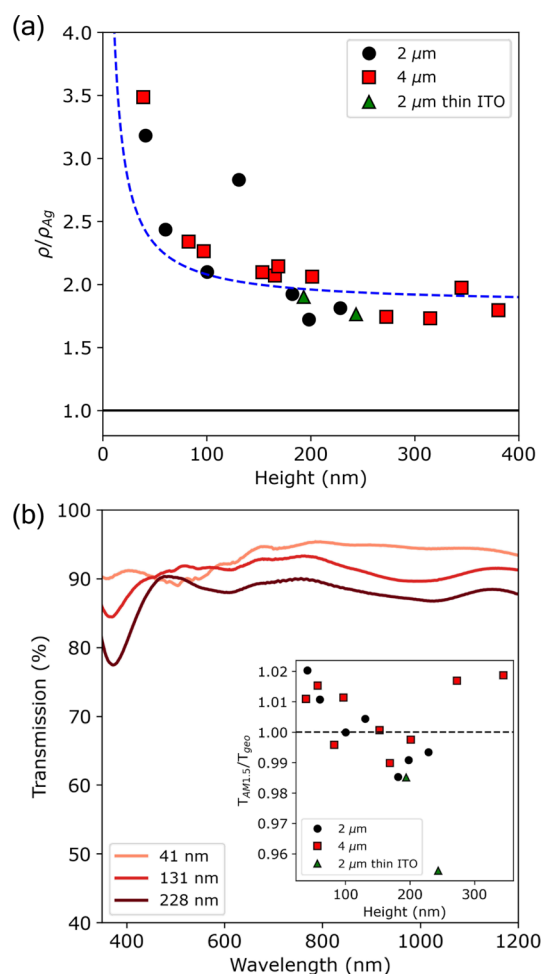 (a)
4.0
3.5
3.0
2.5
2.0
1.5
1.0
ρ/ρAg
2 μm
4 μm
2 μm thin ITO
0 100 200 300 400
Height (nm)
(b)
100
90
80
70
60
50
40
Transmission (%)
41 nm
131 nm
228 nm
1.02
1.01
1.00
0.99
0.98
0.97
0.96
TAM1.5/Tgeo
2 μm
4 μm
2 μm thin ITO
100 200 300
Height (nm)
400 600 800 1000 1200
Wavelength (nm)